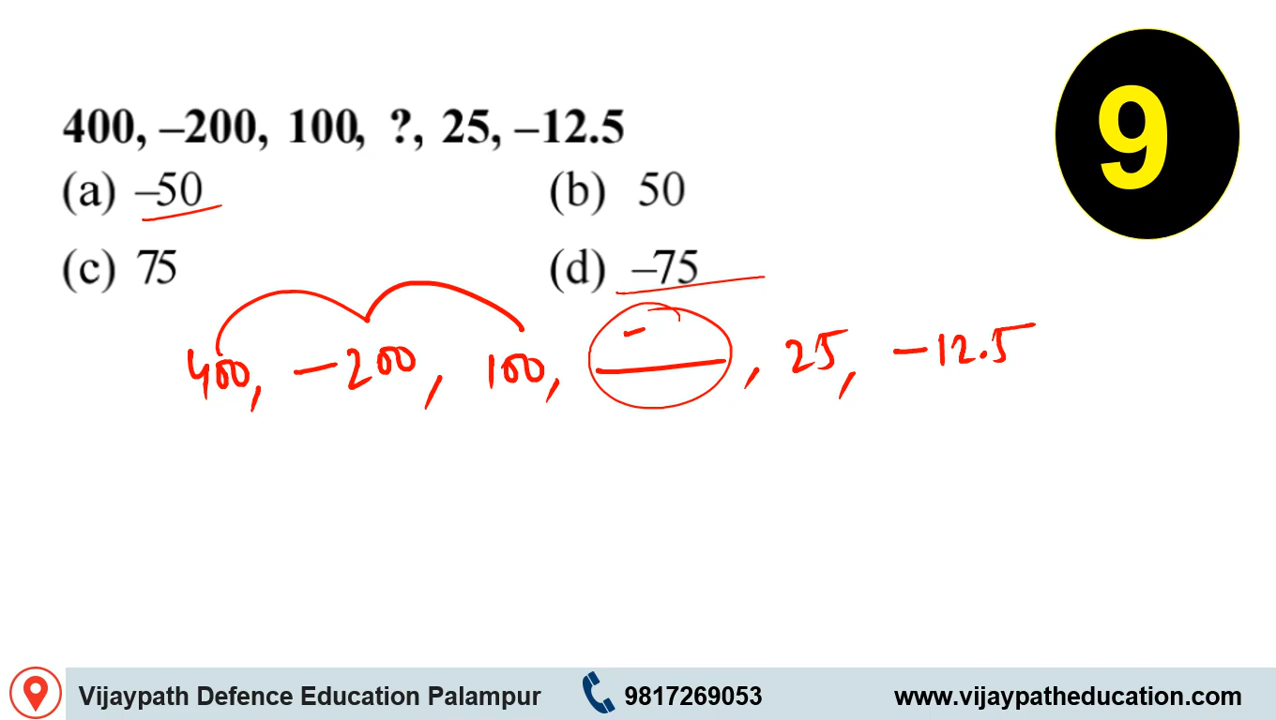 9
400, –200, 100, ?, 25, –12.5
(a) –50 (b) 50
(c) 75 (d) –75
400, –200, 100, –, 25, –12.5
Vijaypath Defence Education Palampur 9817269053 www.vijaypatheducation.com